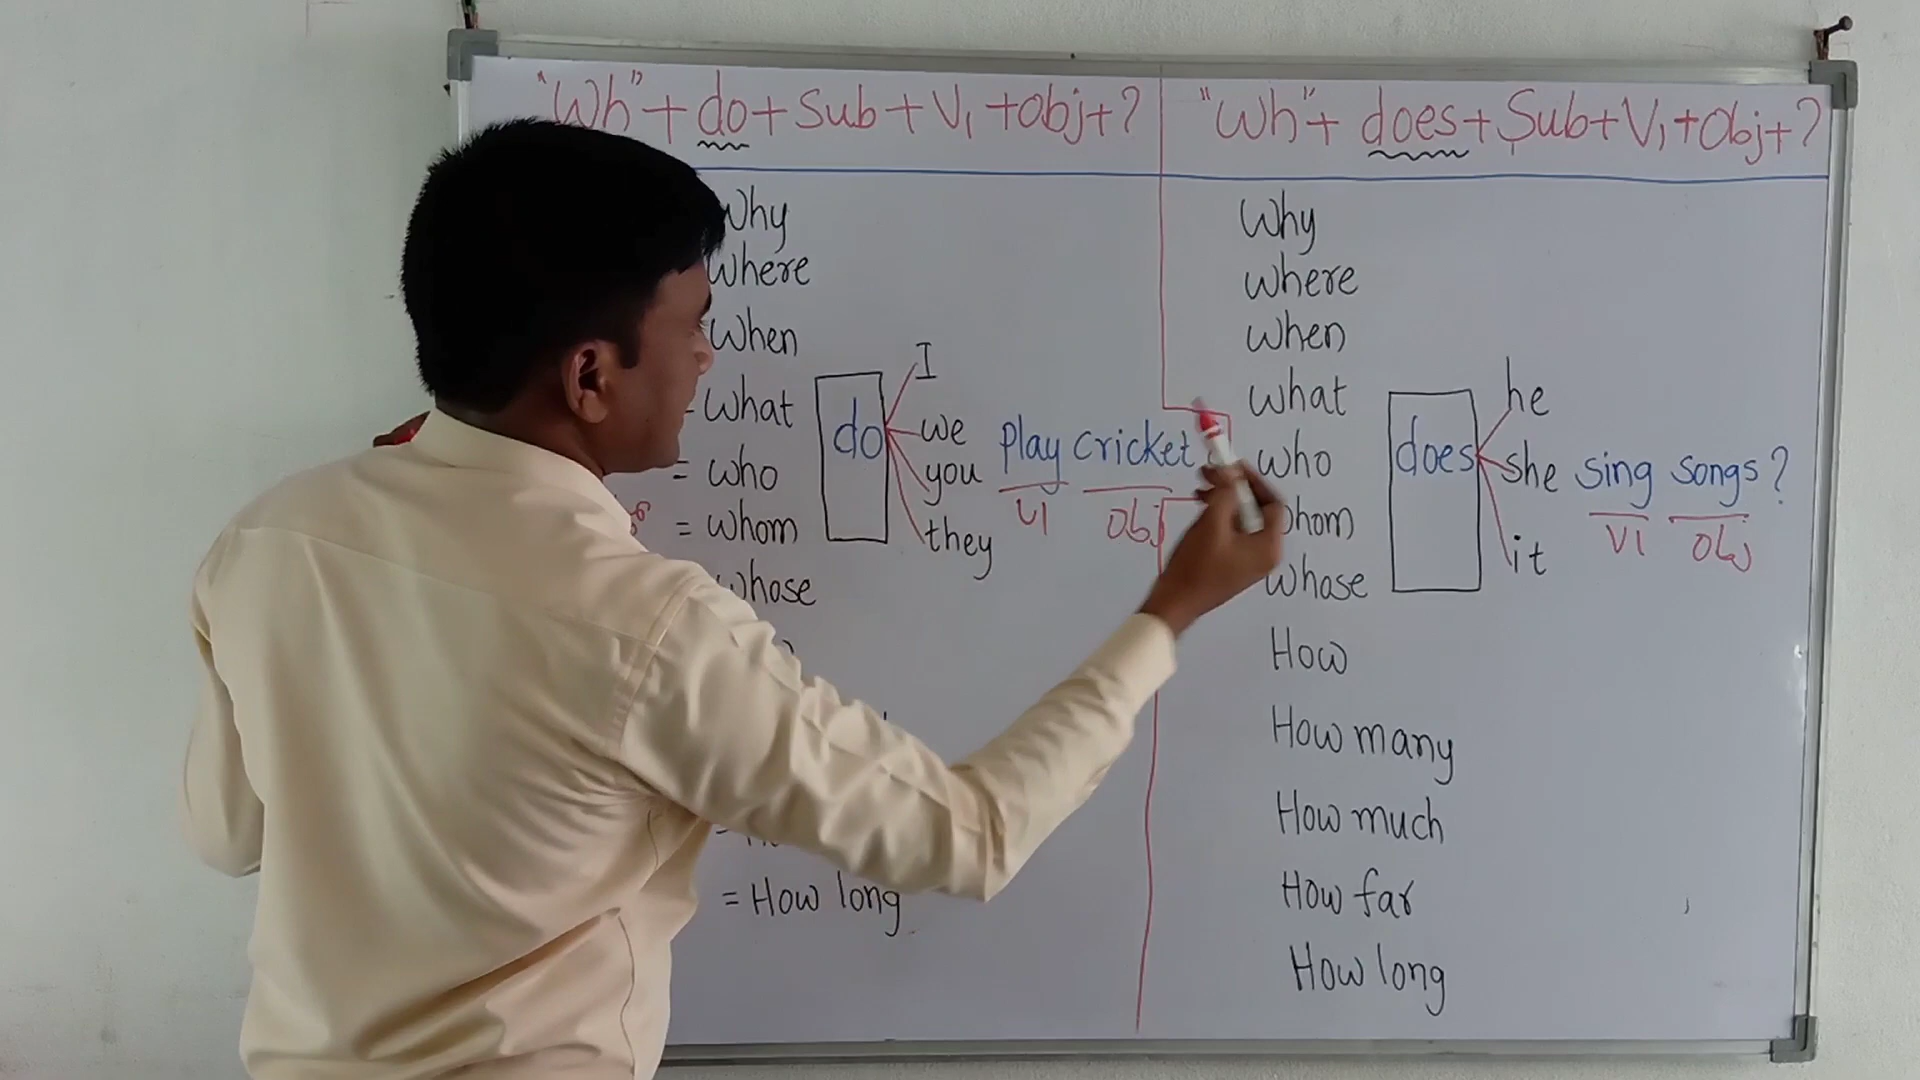 "Wh" + do + Sub + V1 + obj + ?
Why
Where
When
What
= who
= whom
whose
= How long
do
I
we
you
they
play cricket
V1 obj
"Wh" + does + Sub + V1 + obj + ?
Why
where
when
what
who
whom
whose
How
How many
How much
How far
How long
does
he
she
it
sing songs ?
V1 obj